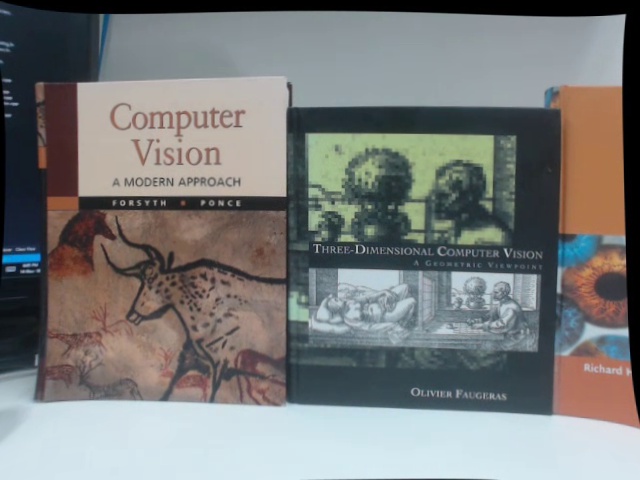 Computer
Vision
A MODERN APPROACH
FORSYTH PONCE
THREE-DIMENSIONAL COMPUTER VISION
A GEOMETRIC VIEWPOINT
OLIVIER FAUGERAS
Richard